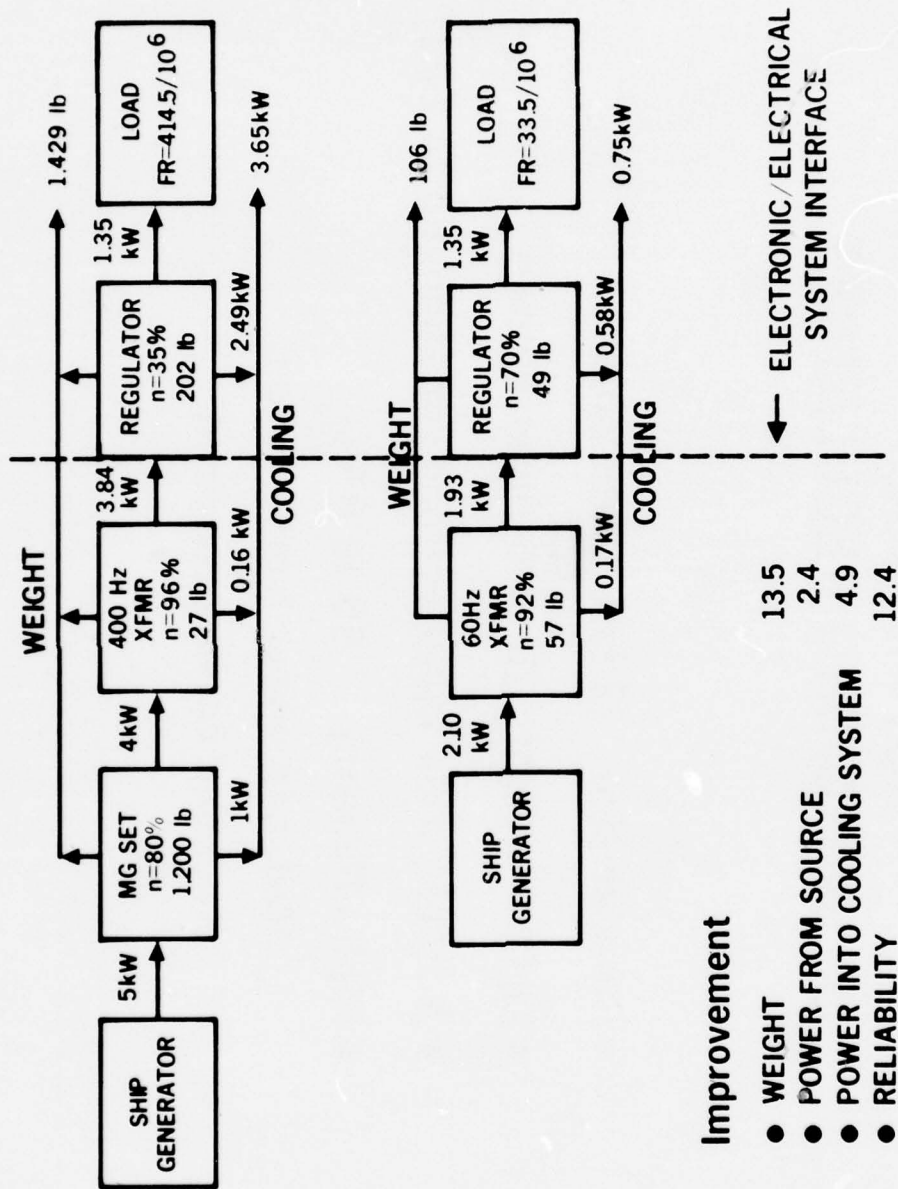 WEIGHT
1.429 lb
SHIP
GENERATOR
5kW
MG SET
n=80%
1200 lb
4kW
400 Hz
XFMR
n=96%
27 lb
3.84
kW
REGULATOR
n=35%
202 lb
1.35
kW
LOAD
FR=414.5/10^6
1kW
0.16 kW
2.49kW
3.65kW
COOLING
WEIGHT
106 lb
SHIP
GENERATOR
2.10
kW
60Hz
XFMR
n=92%
57 lb
1.93
kW
REGULATOR
n=70%
49 lb
1.35
kW
LOAD
FR=33.5/10^6
0.17kW
0.58kW
0.75kW
COOLING
Improvement
● WEIGHT 13.5
● POWER FROM SOURCE 2.4
● POWER INTO COOLING SYSTEM 4.9
● RELIABILITY 12.4
ELECTRONIC/ELECTRICAL
SYSTEM INTERFACE